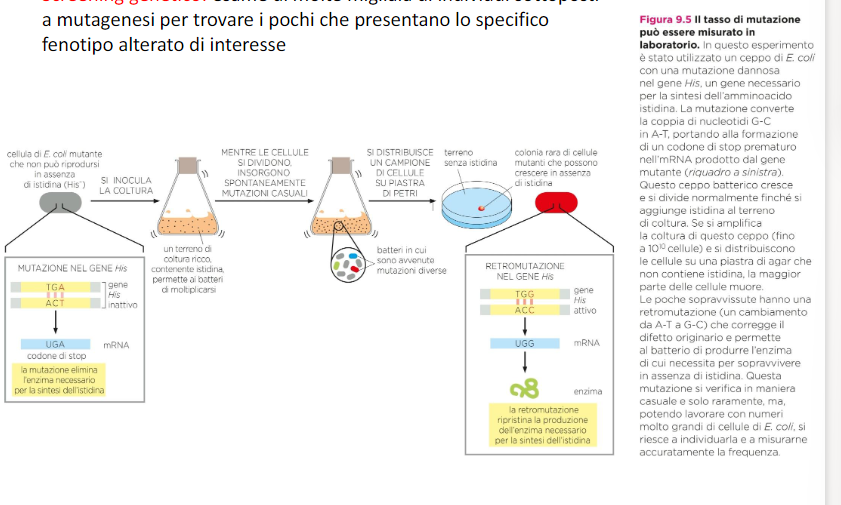 a mutagenesi per trovare i pochi che presentano lo specifico
fenotipo alterato di interesse
cellula di E. coli mutante
che non può riprodursi
in assenza
di istidina (His⁻)
SI INOCULA
LA COLTURA
MENTRE LE CELLULE
SI DIVIDONO,
INSORGONO
SPONTANEAMENTE
MUTAZIONI CASUALI
SI DISTRIBUISCE
UN CAMPIONE
DI CELLULE
SU PIASTRA
DI PETRI
terreno
senza istidina
colonia rara di cellule
mutanti che possono
crescere in assenza
di istidina
un terreno di
coltura ricco,
contenente istidina,
permette ai batteri
di moltiplicarsi
batteri in cui
sono avvenute
mutazioni diverse
MUTAZIONE NEL GENE His
TGA
ACT
gene
His
inattivo
UGA
mRNA
codone di stop
la mutazione elimina
l'enzima necessario
per la sintesi dell'istidina
RETROMUTAZIONE
NEL GENE His
TGG
ACC
gene
His
attivo
UGG
mRNA
enzima
la retromutazione
ripristina la produzione
dell'enzima necessario
per la sintesi dell'istidina
Figura 9.5 Il tasso di mutazione
può essere misurato in
laboratorio. In questo esperimento
è stato utilizzato un ceppo di E. coli
con una mutazione dannosa
nel gene His, un gene necessario
per la sintesi dell'amminoacido
istidina. La mutazione converte
la coppia di nucleotidi G-C
in A-T, portando alla formazione
di un codone di stop prematuro
nell'mRNA prodotto dal gene
mutante (riquadro a sinistra).
Questo ceppo batterico cresce
e si divide normalmente finché si
aggiunge istidina al terreno
di coltura. Se si amplifica
la coltura di questo ceppo (fino
a 10¹⁰ cellule) e si distribuiscono
le cellule su una piastra di agar che
non contiene istidina, la maggior
parte delle cellule muore.
Le poche sopravvissute hanno una
retromutazione (un cambiamento
da A-T a G-C) che corregge il
difetto originario e permette
al batterio di produrre l'enzima
di cui necessita per sopravvivere
in assenza di istidina. Questa
mutazione si verifica in maniera
casuale e solo raramente, ma,
potendo lavorare con numeri
molto grandi di cellule di E. coli, si
riesce a individuarla e a misurarne
accuratamente la frequenza.